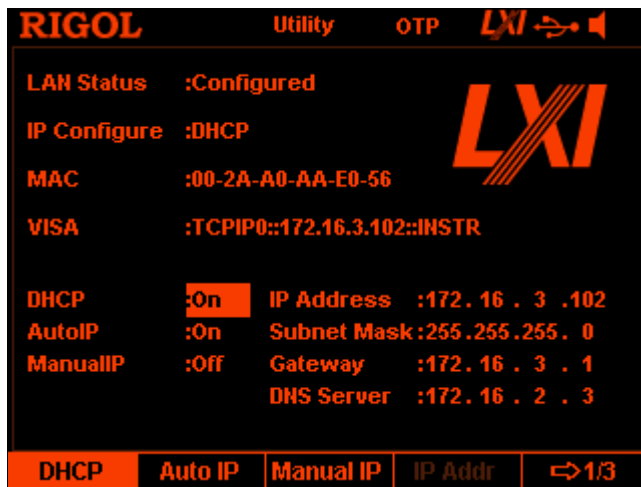 RIGOL Utility OTP LXI
LAN Status :Configured
LXI
IP Configure :DHCP
MAC :00-2A-A0-AA-E0-56
VISA :TCPIP0::172.16.3.102::INSTR
DHCP :On IP Address :172. 16 . 3 .102
AutoIP :On Subnet Mask :255.255.255. 0
ManualIP :Off Gateway :172. 16 . 3 . 1
DNS Server :172. 16 . 2 . 3
DHCP Auto IP Manual IP IP Addr ⇨1/3